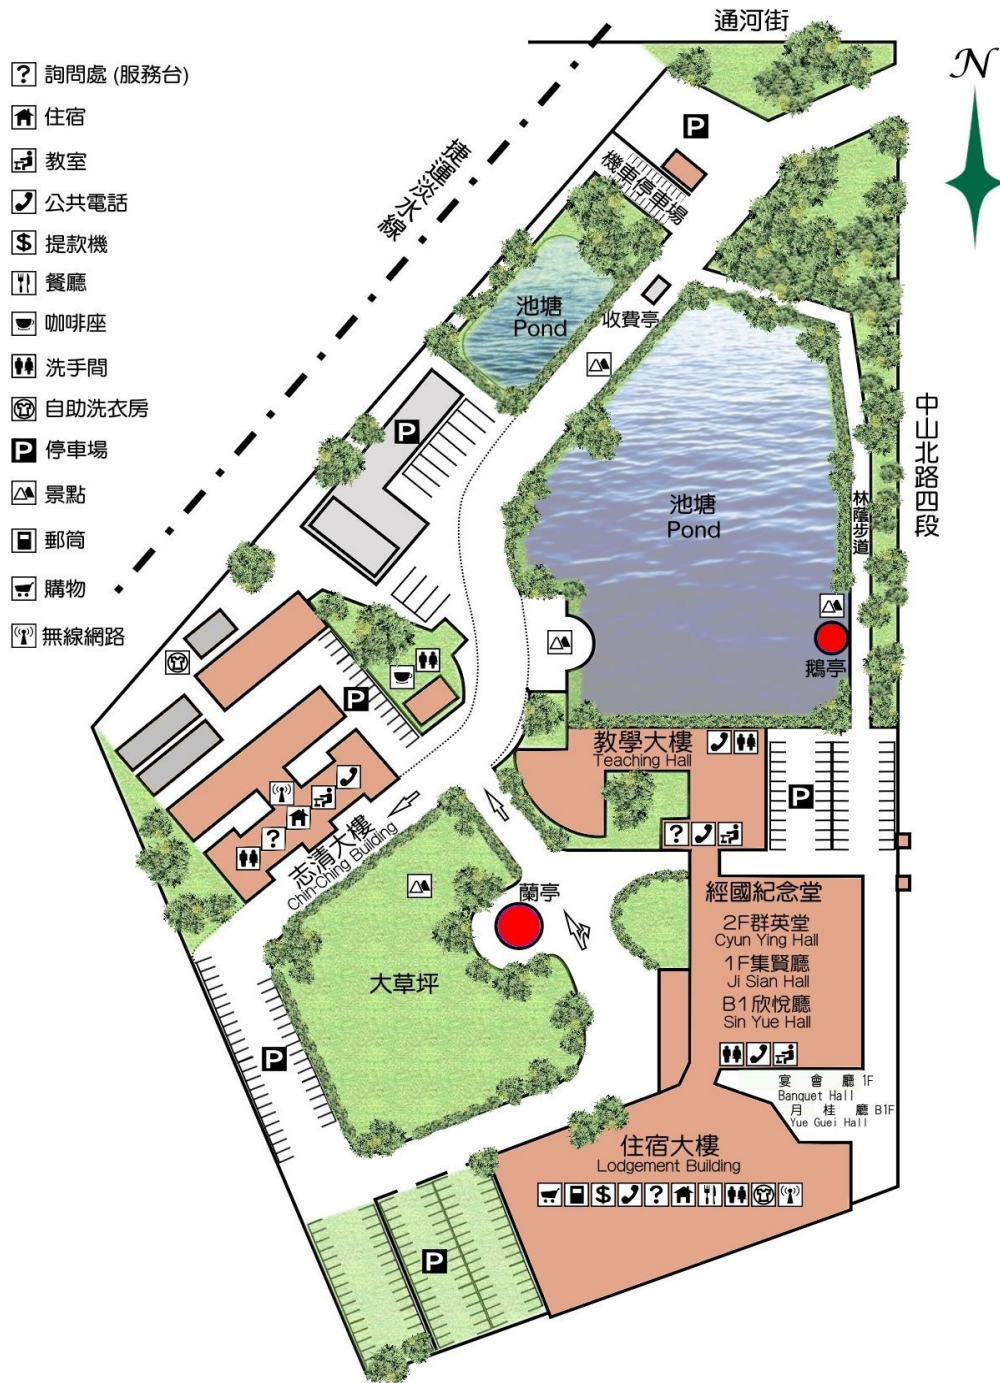 通河街
N
? 詢問處 (服務台)
住宿
教室
公共電話
$ 提款機
餐廳
咖啡座
洗手間
自助洗衣房
P 停車場
景點
郵筒
購物
無線網路
捷運淡水線
P
機車停車場
池塘
Pond
收費亭
P
中山北路四段
池塘
Pond
林蔭步道
鵝亭
P
教學大樓
Teaching Hall
P
?
志清大樓
Chin-Ching Building
?
蘭亭
大草坪
經國紀念堂
2F群英堂
Cyun Ying Hall
1F集賢廳
Ji Sian Hall
B1欣悅廳
Sin Yue Hall
P
宴會廳 1F
Banquet Hall
月桂廳 B1F
Yue Guei Hall
住宿大樓
Lodgement Building
$ ?
P